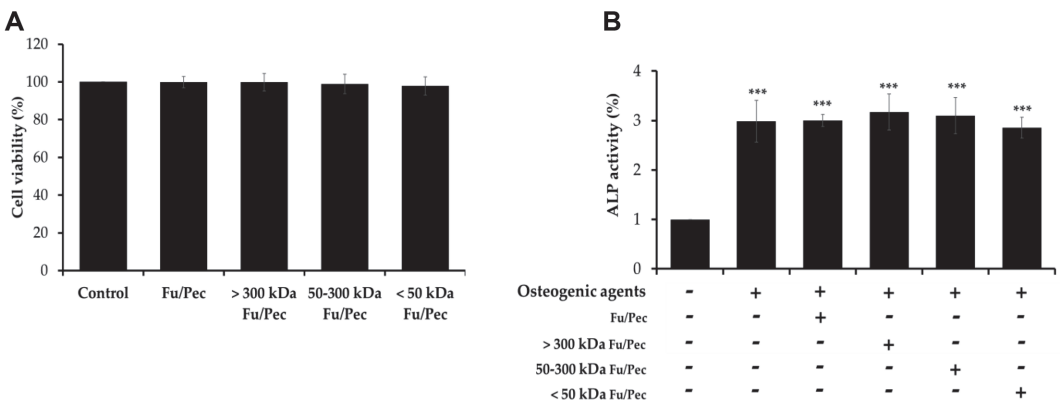 A
Cell viability (%)
120
100
80
60
40
20
0
Control
Fu/Pec
> 300 kDa
Fu/Pec
50-300 kDa
Fu/Pec
< 50 kDa
Fu/Pec
B
ALP activity (%)
4
3
2
1
0
*** *** *** *** ***
Osteogenic agents - + + + + +
Fu/Pec - - + - - -
> 300 kDa Fu/Pec - - - + - -
50-300 kDa Fu/Pec - - - - + -
< 50 kDa Fu/Pec - - - - - +